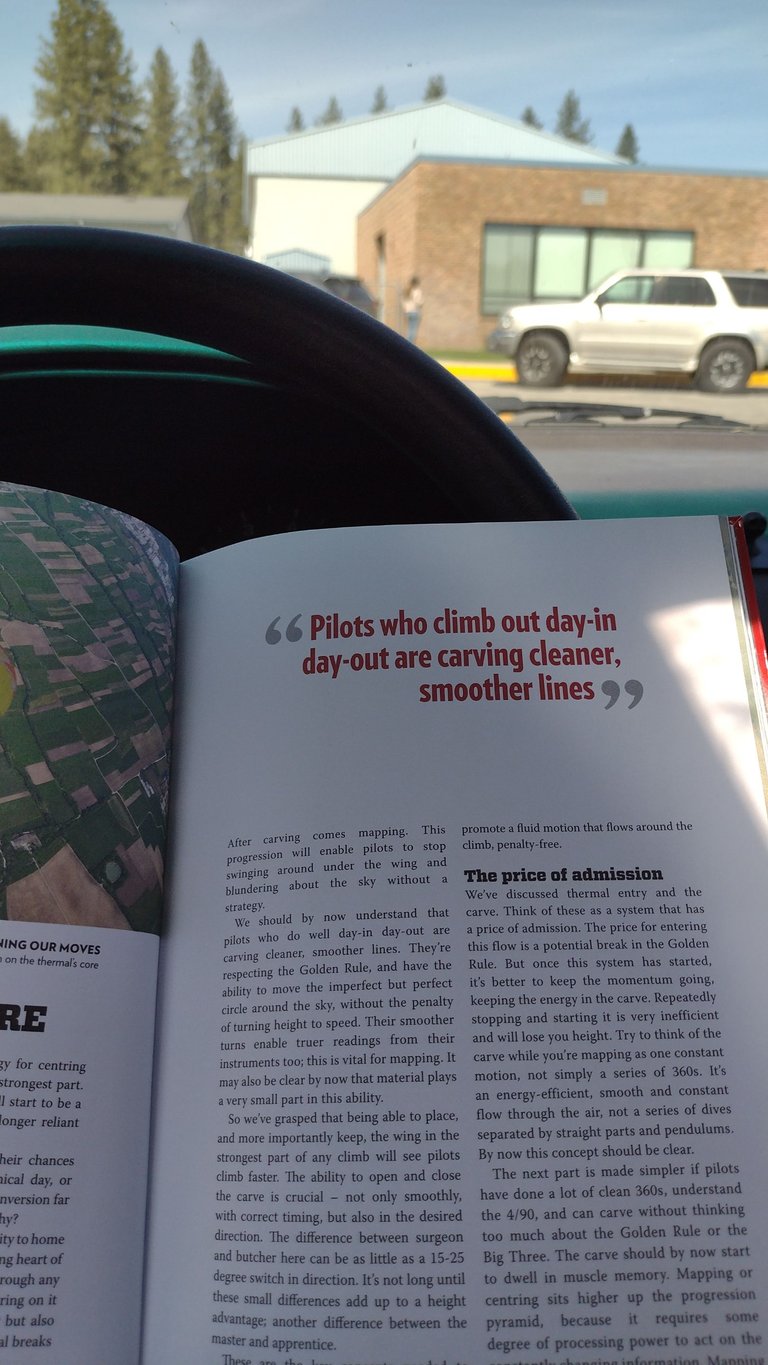 “ Pilots who climb out day-in
day-out are carving cleaner,
smoother lines ”
NING OUR MOVES
on the thermal's core
RE
gy for centring
strongest part.
ll start to be a
longer reliant
heir chances
nical day, or
nversion far
hy?
ity to home
ng heart of
rough any
ring on it
but also
al breaks
After carving comes mapping. This
progression will enable pilots to stop
swinging around under the wing and
blundering about the sky without a
strategy.
We should by now understand that
pilots who do well day-in day-out are
carving cleaner, smoother lines. They're
respecting the Golden Rule, and have the
ability to move the imperfect but perfect
circle around the sky, without the penalty
of turning height to speed. Their smoother
turns enable truer readings from their
instruments too; this is vital for mapping. It
may also be clear by now that material plays
a very small part in this ability.
So we've grasped that being able to place,
and more importantly keep, the wing in the
strongest part of any climb will see pilots
climb faster. The ability to open and close
the carve is crucial – not only smoothly,
with correct timing, but also in the desired
direction. The difference between surgeon
and butcher here can be as little as a 15-25
degree switch in direction. It's not long until
these small differences add up to a height
advantage; another difference between the
master and apprentice.
These are the
promote a fluid motion that flows around the
climb, penalty-free.
The price of admission
We've discussed thermal entry and the
carve. Think of these as a system that has
a price of admission. The price for entering
this flow is a potential break in the Golden
Rule. But once this system has started,
it's better to keep the momentum going,
keeping the energy in the carve. Repeatedly
stopping and starting it is very inefficient
and will lose you height. Try to think of the
carve while you're mapping as one constant
motion, not simply a series of 360s. It's
an energy-efficient, smooth and constant
flow through the air, not a series of dives
separated by straight parts and pendulums.
By now this concept should be clear.
The next part is made simpler if pilots
have done a lot of clean 360s, understand
the 4/90, and can carve without thinking
too much about the Golden Rule or the
Big Three. The carve should by now start
to dwell in muscle memory. Mapping or
centring sits higher up the progression
pyramid, because it requires some
degree of processing power to act on the
information. Mapping